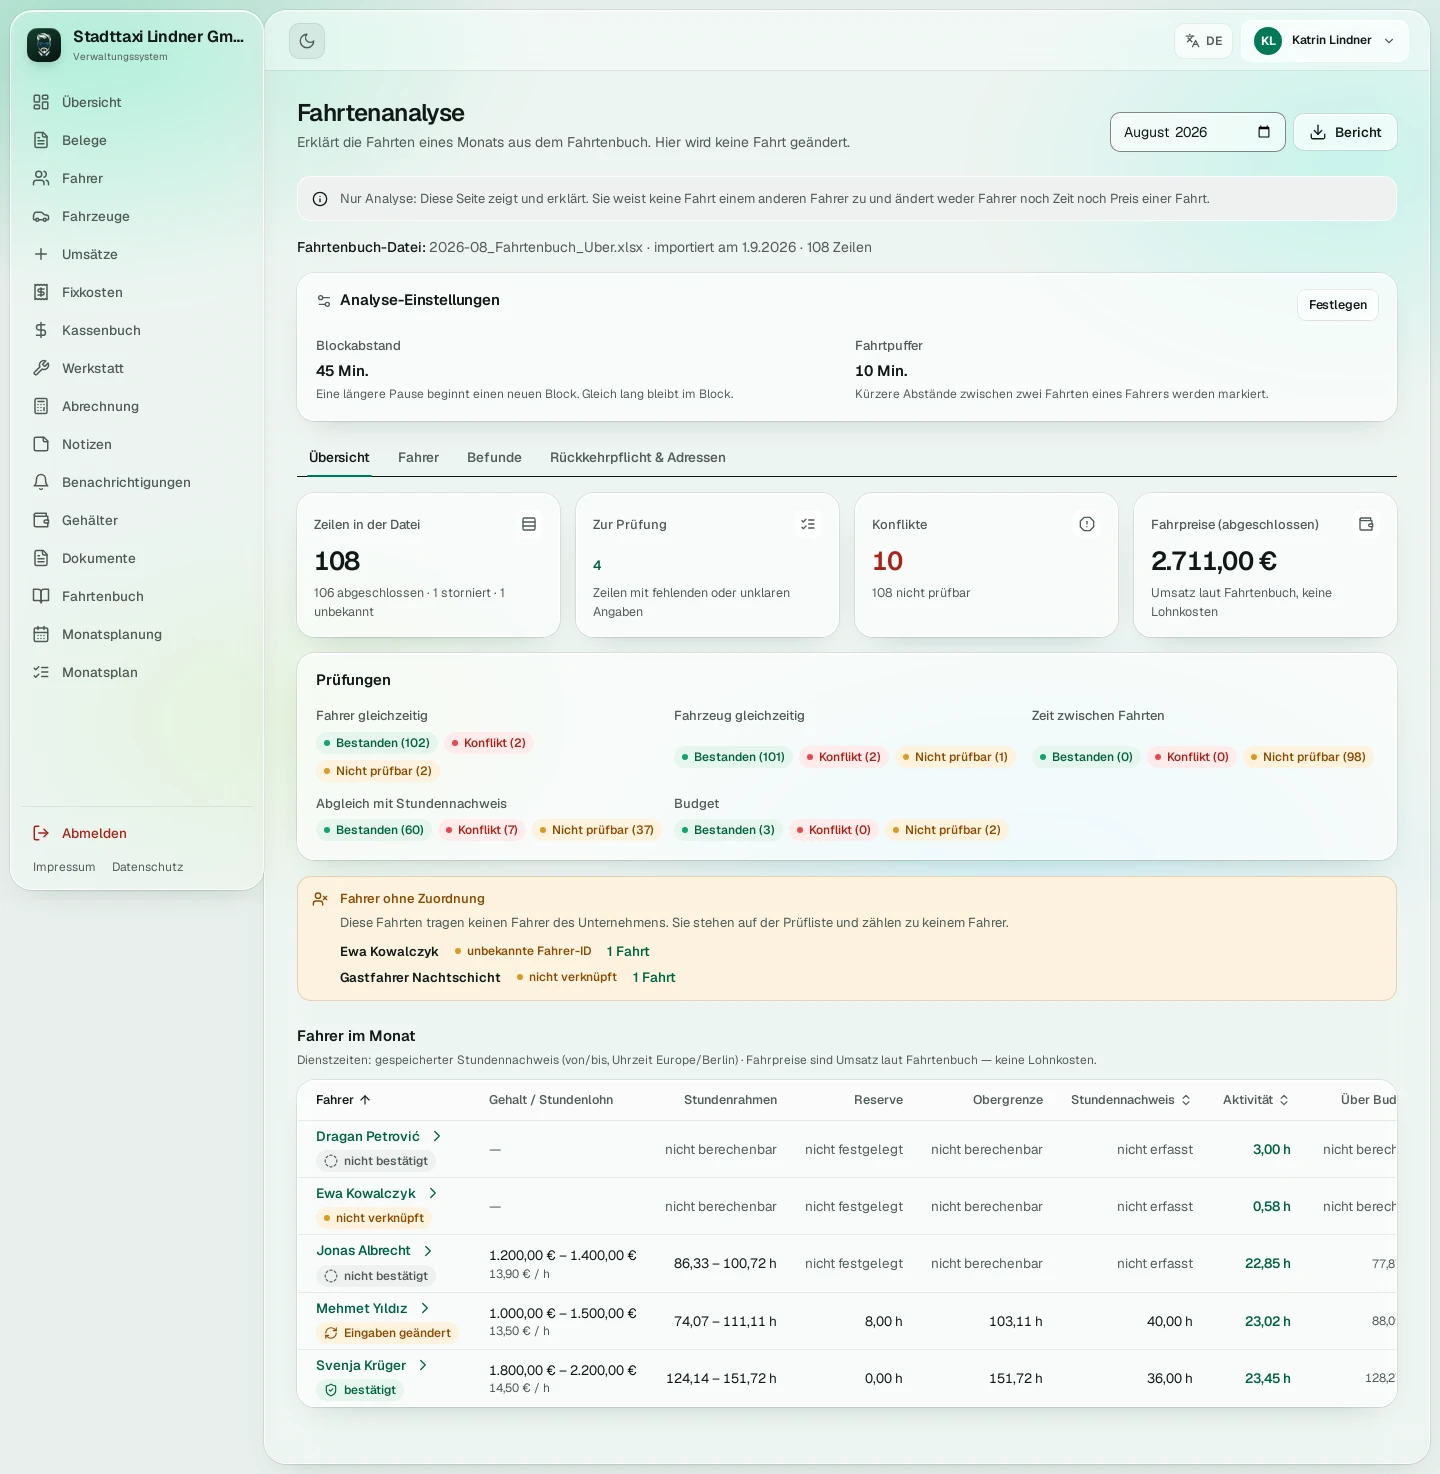 Stadttaxi Lindner Gm...
Verwaltungssystem
Übersicht
Belege
Fahrer
Fahrzeuge
Umsätze
Fixkosten
Kassenbuch
Werkstatt
Abrechnung
Notizen
Benachrichtigungen
Gehälter
Dokumente
Fahrtenbuch
Monatsplanung
Monatsplan
Abmelden
Impressum Datenschutz
DE
KL Katrin Lindner
Fahrtenanalyse
Erklärt die Fahrten eines Monats aus dem Fahrtenbuch. Hier wird keine Fahrt geändert.
August 2026
Bericht
Nur Analyse: Diese Seite zeigt und erklärt. Sie weist keine Fahrt einem anderen Fahrer zu und ändert weder Fahrer noch Zeit noch Preis einer Fahrt.
Fahrtenbuch-Datei: 2026-08_Fahrtenbuch_Uber.xlsx · importiert am 1.9.2026 · 108 Zeilen
Analyse-Einstellungen
Festlegen
Blockabstand
45 Min.
Eine längere Pause beginnt einen neuen Block. Gleich lang bleibt im Block.
Fahrtpuffer
10 Min.
Kürzere Abstände zwischen zwei Fahrten eines Fahrers werden markiert.
Übersicht Fahrer Befunde Rückkehrpflicht & Adressen
Zeilen in der Datei
108
106 abgeschlossen · 1 storniert · 1
unbekannt
Zur Prüfung
4
Zeilen mit fehlenden oder unklaren
Angaben
Konflikte
10
108 nicht prüfbar
Fahrpreise (abgeschlossen)
2.711,00 €
Umsatz laut Fahrtenbuch, keine
Lohnkosten
Prüfungen
Fahrer gleichzeitig
Bestanden (102) Konflikt (2)
Nicht prüfbar (2)
Fahrzeug gleichzeitig
Bestanden (101) Konflikt (2) Nicht prüfbar (1)
Zeit zwischen Fahrten
Bestanden (0) Konflikt (0) Nicht prüfbar (98)
Abgleich mit Stundennachweis
Bestanden (60) Konflikt (7) Nicht prüfbar (37)
Budget
Bestanden (3) Konflikt (0) Nicht prüfbar (2)
Fahrer ohne Zuordnung
Diese Fahrten tragen keinen Fahrer des Unternehmens. Sie stehen auf der Prüfliste und zählen zu keinem Fahrer.
Ewa Kowalczyk unbekannte Fahrer-ID 1 Fahrt
Gastfahrer Nachtschicht nicht verknüpft 1 Fahrt
Fahrer im Monat
Dienstzeiten: gespeicherter Stundennachweis (von/bis, Uhrzeit Europe/Berlin) · Fahrpreise sind Umsatz laut Fahrtenbuch — keine Lohnkosten.
Fahrer Gehalt / Stundenlohn Stundenrahmen Reserve Obergrenze Stundennachweis Aktivität Über Bud
Dragan Petrović — nicht berechenbar nicht festgelegt nicht berechenbar nicht erfasst 3,00 h nicht berech
nicht bestätigt
Ewa Kowalczyk — nicht berechenbar nicht festgelegt nicht berechenbar nicht erfasst 0,58 h nicht berech
nicht verknüpft
Jonas Albrecht 1.200,00 € – 1.400,00 € 86,33 – 100,72 h nicht festgelegt nicht berechenbar nicht erfasst 22,85 h 77,8
nicht bestätigt 13,90 € / h
Mehmet Yıldız 1.000,00 € – 1.500,00 € 74,07 – 111,11 h 8,00 h 103,11 h 40,00 h 23,02 h 88,0
Eingaben geändert 13,50 € / h
Svenja Krüger 1.800,00 € – 2.200,00 € 124,14 – 151,72 h 0,00 h 151,72 h 36,00 h 23,45 h 128,2
bestätigt 14,50 € / h